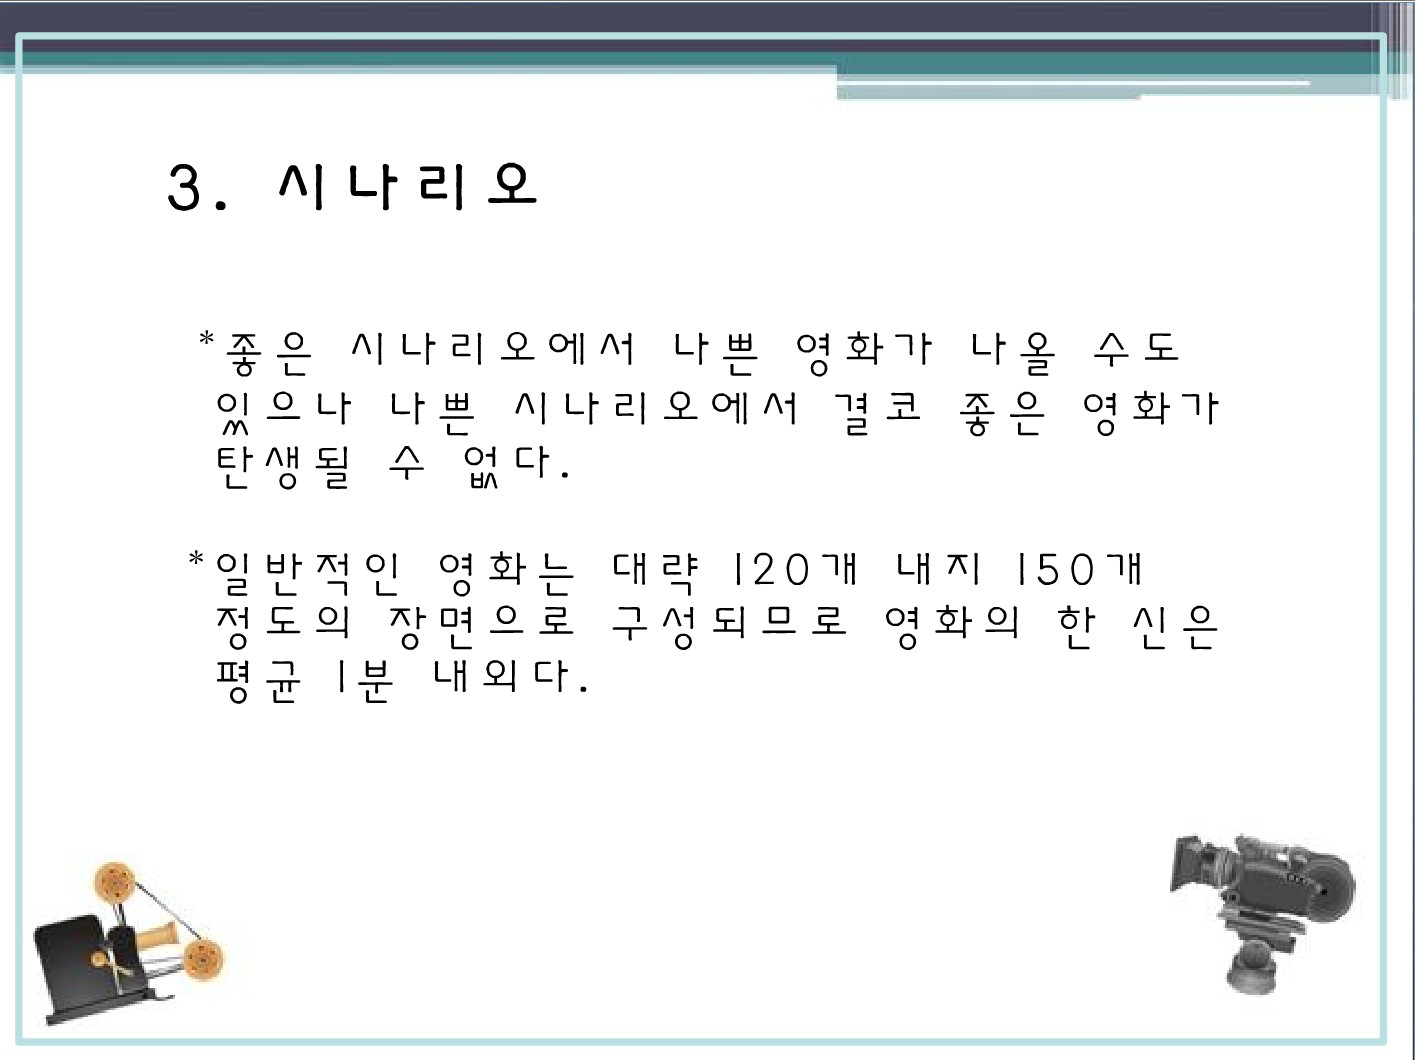 3. 시나리오
*좋은 시나리오에서 나쁜 영화가 나올 수도
있으나 나쁜 시나리오에서 결코 좋은 영화가
탄생될 수 없다.
*일반적인 영화는 대략 120개 내지 150개
정도의 장면으로 구성되므로 영화의 한 신은
평균 1분 내외다.